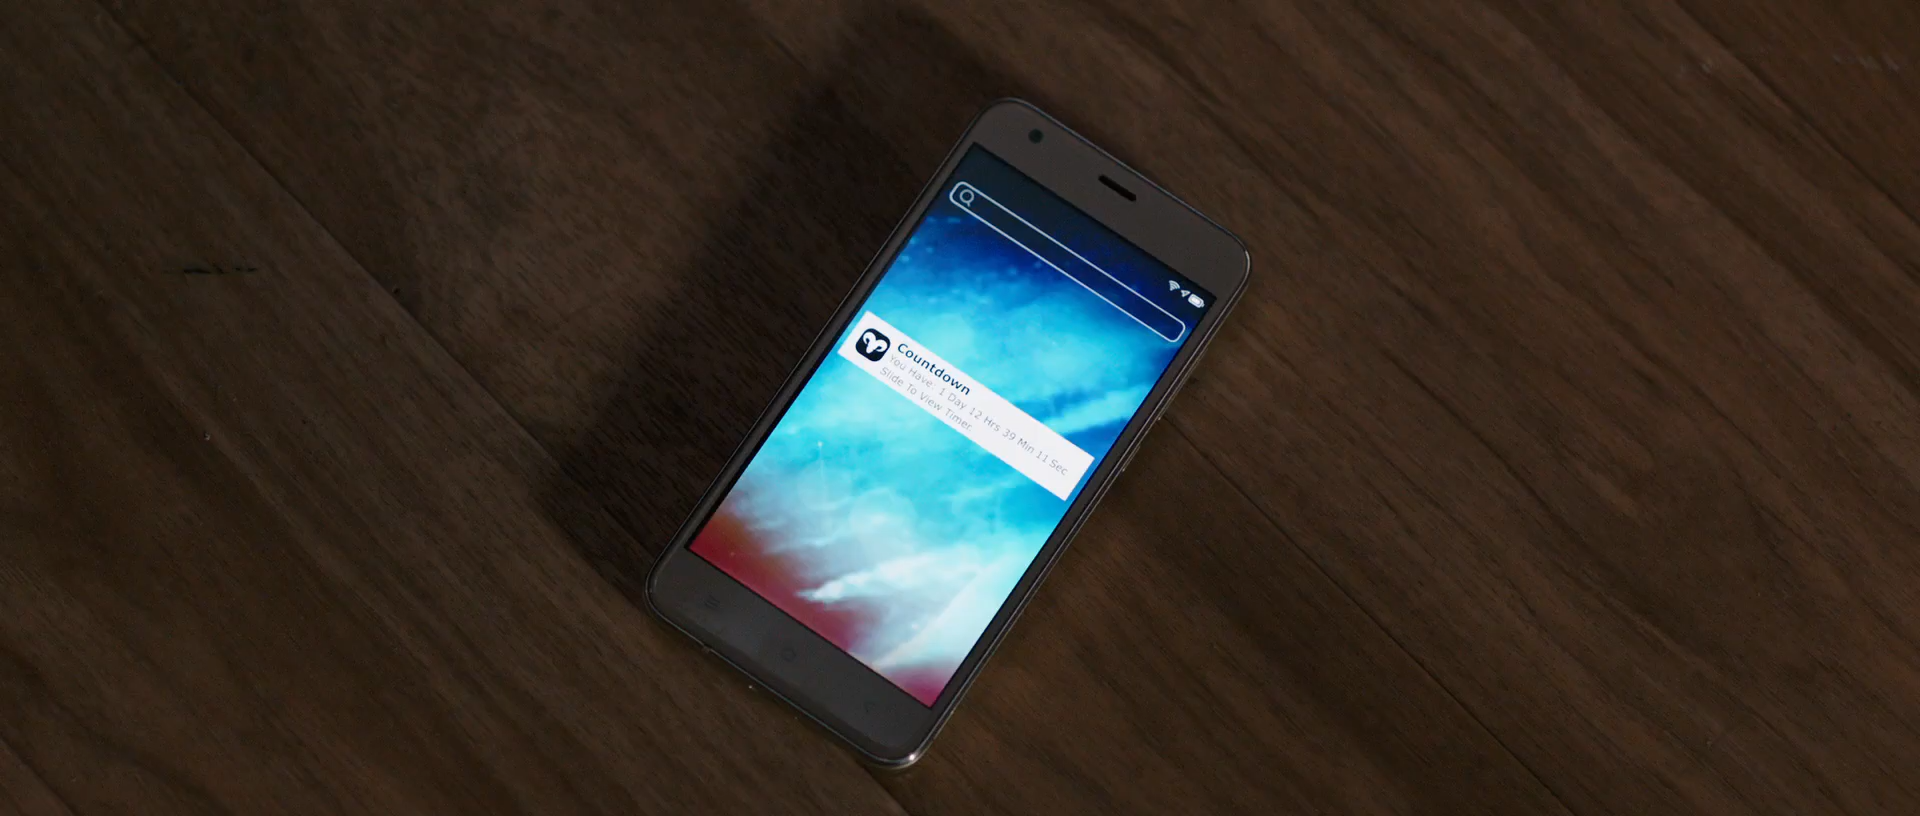 Countdown
You Have: 1 Day 12 Hrs 39 Min 11 Sec
Slide To View Timer.